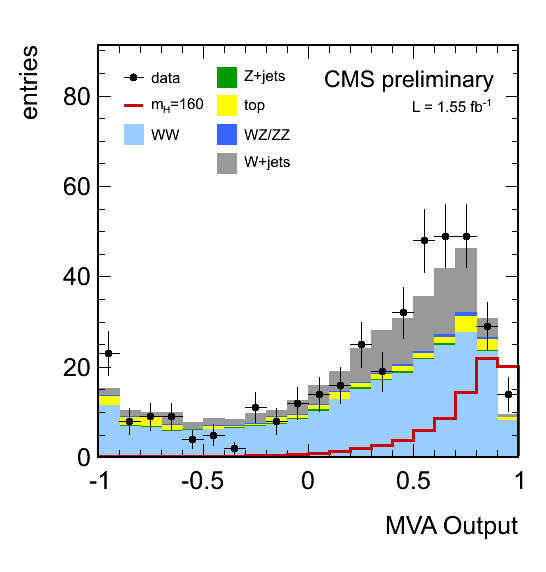 entries
80
60
40
20
0
data
m_H=160
WW
Z+jets
top
WZ/ZZ
W+jets
CMS preliminary
L = 1.55 fb⁻¹
-1 -0.5 0 0.5 1
MVA Output